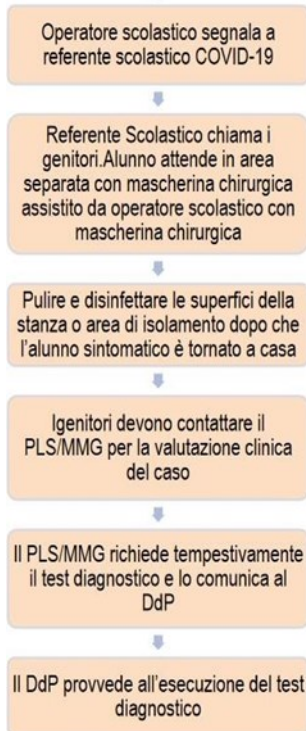 Operatore scolastico segnala a
referente scolastico COVID-19
Referente Scolastico chiama i
genitori.Alunno attende in area
separata con mascherina chirurgica
assistito da operatore scolastico con
mascherina chirurgica
Pulire e disinfettare le superfici della
stanza o area di isolamento dopo che
l'alunno sintomatico è tornato a casa
Igenitori devono contattare il
PLS/MMG per la valutazione clinica
del caso
Il PLS/MMG richiede tempestivamente
il test diagnostico e lo comunica al
DdP
Il DdP provvede all'esecuzione del test
diagnostico